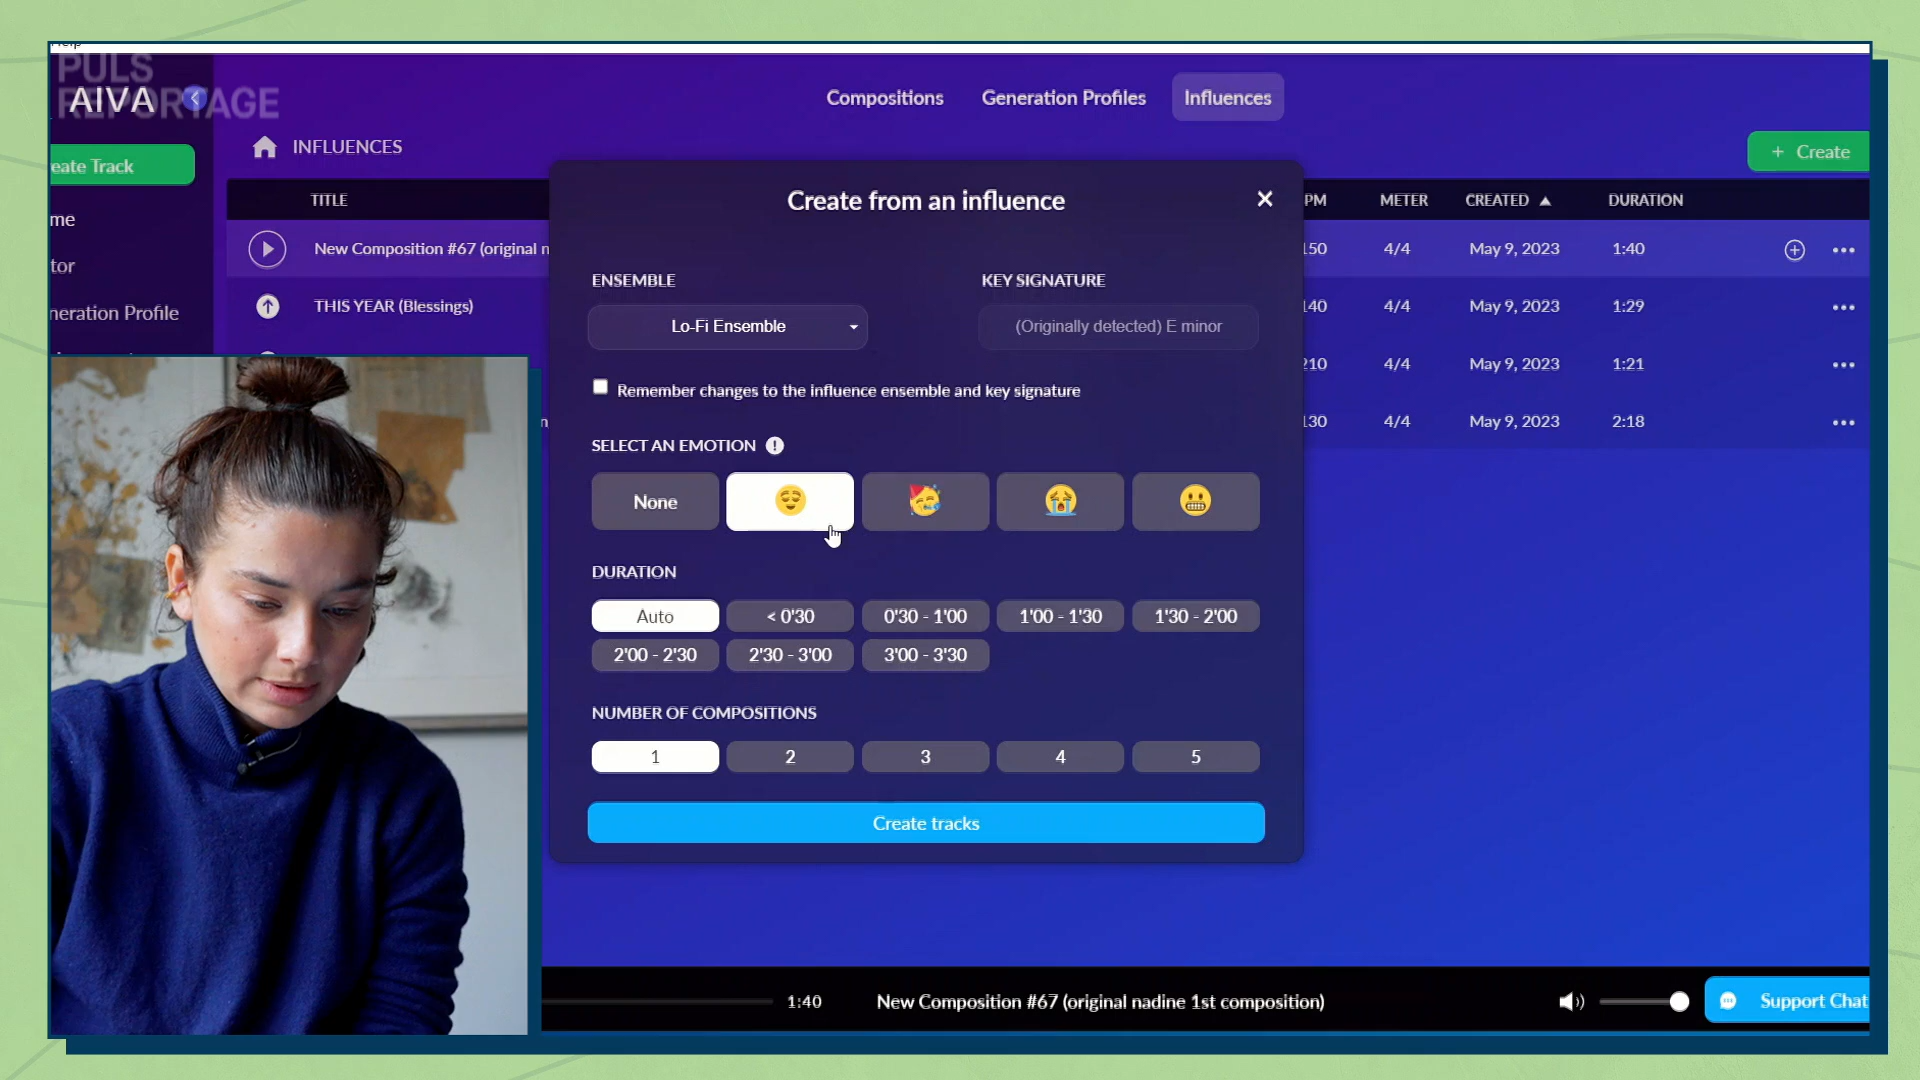 PULS
REPORTAGE
AIVA
Compositions
Generation Profiles
Influences
INFLUENCES
eate Track
+ Create
me
tor
neration Profile
TITLE
PM
METER
CREATED ▲
DURATION
New Composition #67 (original n
150
4/4
May 9, 2023
1:40
THIS YEAR (Blessings)
140
4/4
May 9, 2023
1:29
210
4/4
May 9, 2023
1:21
n
130
4/4
May 9, 2023
2:18
Create from an influence
ENSEMBLE
KEY SIGNATURE
Lo-Fi Ensemble
(Originally detected) E minor
Remember changes to the influence ensemble and key signature
SELECT AN EMOTION
None
DURATION
Auto
< 0'30
0'30 - 1'00
1'00 - 1'30
1'30 - 2'00
2'00 - 2'30
2'30 - 3'00
3'00 - 3'30
NUMBER OF COMPOSITIONS
1
2
3
4
5
Create tracks
1:40
New Composition #67 (original nadine 1st composition)
Support Chat